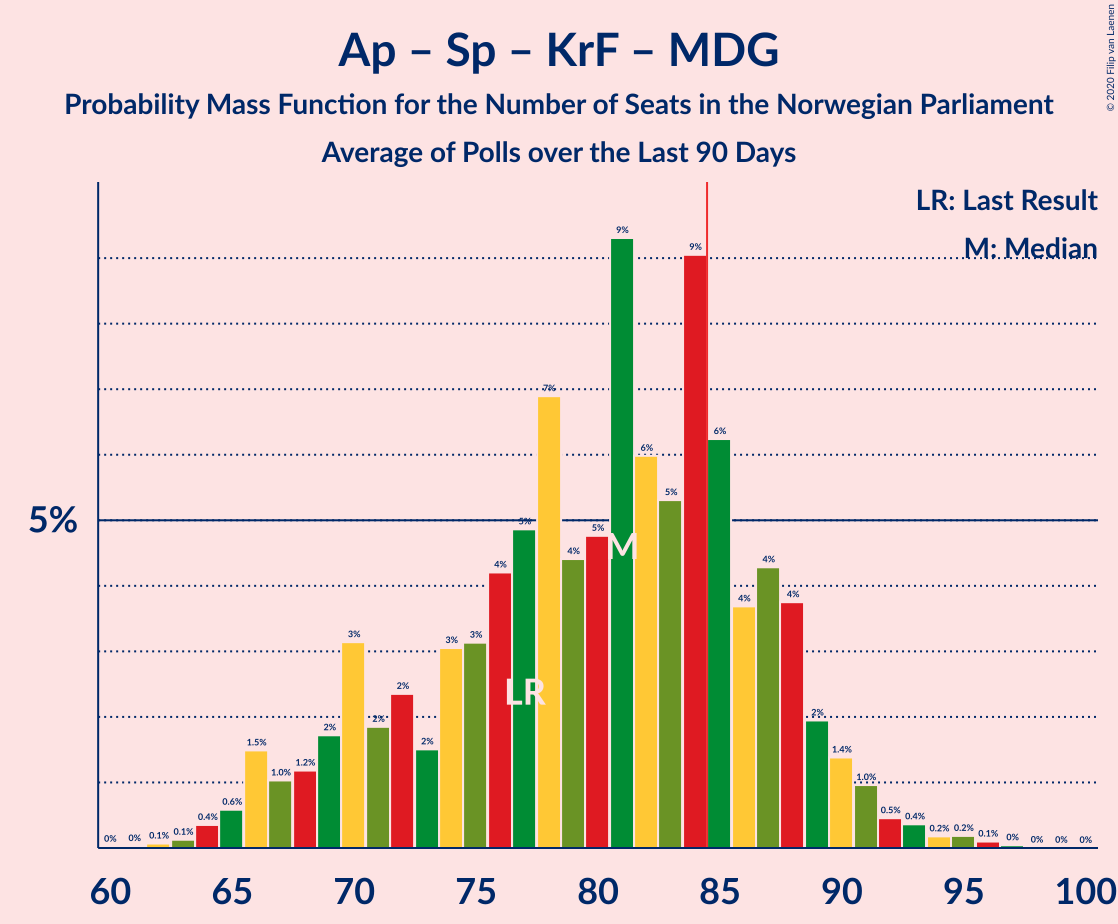 Ap – Sp – KrF – MDG
Probability Mass Function for the Number of Seats in the Norwegian Parliament
Average of Polls over the Last 90 Days
© 2020 Filip van Laenen
LR: Last Result
M: Median
5%
0% 0% 0.1% 0.1% 0.4% 0.6% 1.5% 1.0% 1.2% 2% 3% 2% 2% 2% 3% 3% 4% 5% 7% 4% 5% 9% 6% 5% 9% 6% 4% 4% 4% 2% 1.4% 1.0% 0.5% 0.4% 0.2% 0.2% 0.1% 0% 0% 0% 0%
M
LR
60 65 70 75 80 85 90 95 100